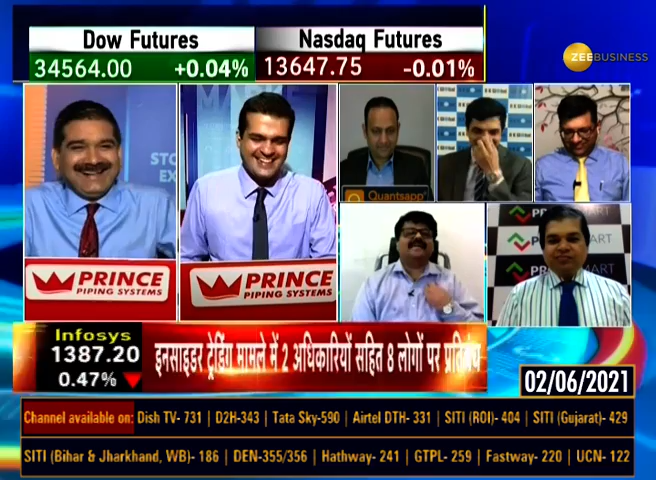 Dow Futures
34564.00 +0.04%
Nasdaq Futures
13647.75 -0.01%
ZEEBUSINESS
Quantsapp
PRINCE
PIPING SYSTEMS
PRINCE
PIPING SYSTEMS
Infosys
1387.20
0.47%
इनसाइडर ट्रेडिंग मामले में 2 अधिकारियों सहित 8 लोगों पर प्रतिबंध
02/06/2021
Channel available on: Dish TV- 731 | D2H-343 | Tata Sky-590 | Airtel DTH- 331 | SITI (ROI)- 404 | SITI (Gujarat)- 429
SITI (Bihar & Jharkhand, WB)- 186 | DEN-355/356 | Hathway- 241 | GTPL- 259 | Fastway- 220 | UCN- 122